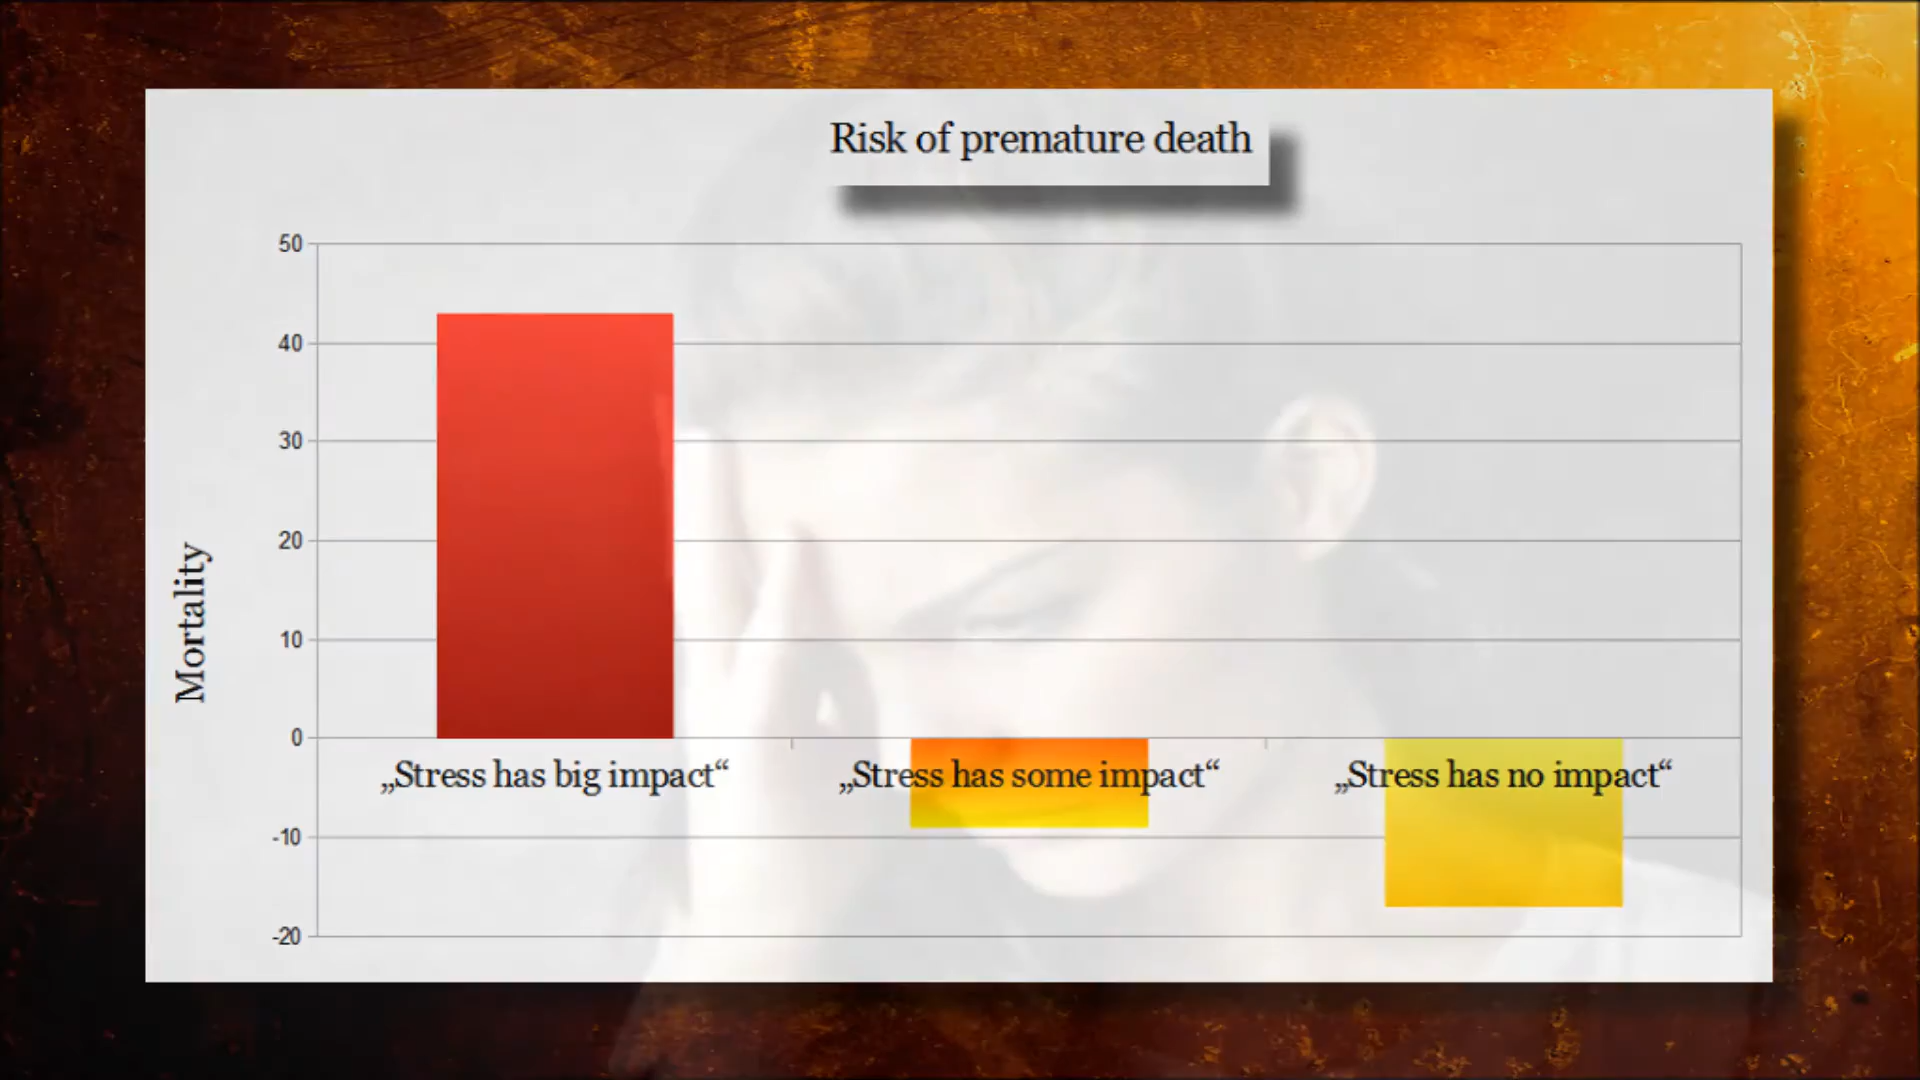 Risk of premature death
50
40
30
20
10
0
-10
-20
Mortality
„Stress has big impact“
„Stress has some impact“
„Stress has no impact“